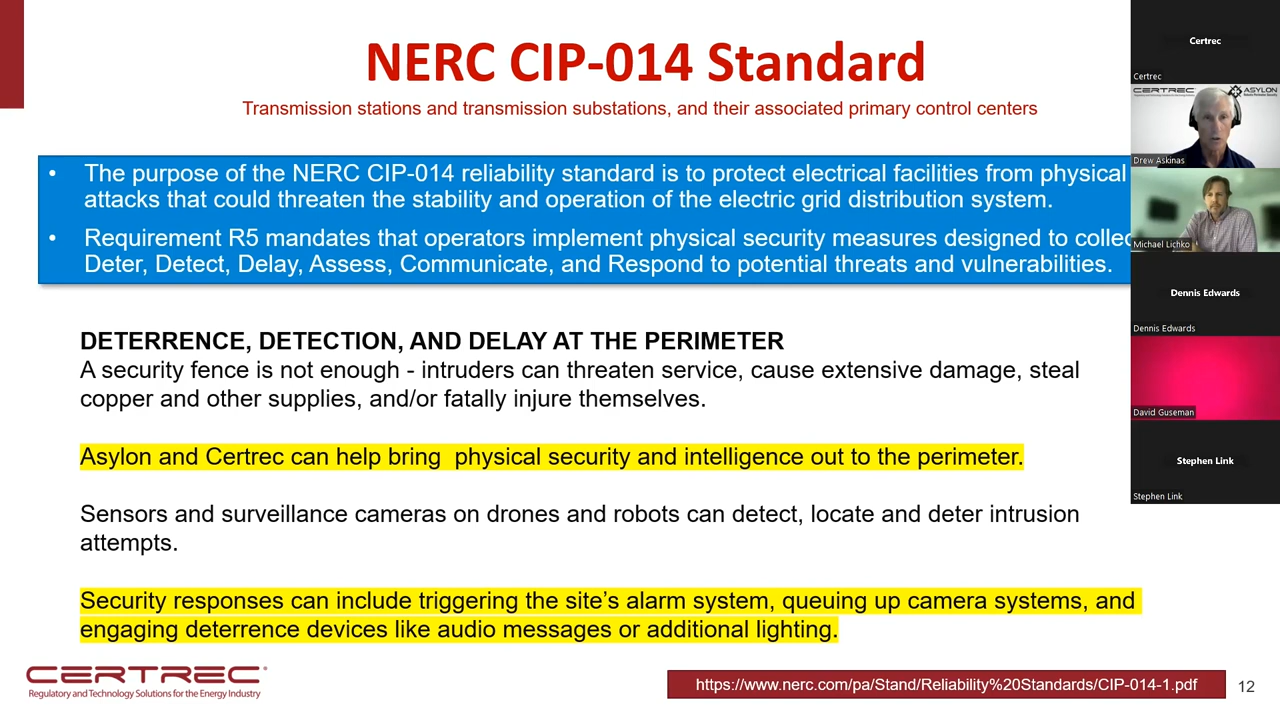 NERC CIP-014 Standard
Transmission stations and transmission substations, and their associated primary control centers
• The purpose of the NERC CIP-014 reliability standard is to protect electrical facilities from physical
attacks that could threaten the stability and operation of the electric grid distribution system.
• Requirement R5 mandates that operators implement physical security measures designed to
Deter, Detect, Delay, Assess, Communicate, and Respond to potential threats and vulnerabilities.
DETERRENCE, DETECTION, AND DELAY AT THE PERIMETER
A security fence is not enough - intruders can threaten service, cause extensive damage, steal
copper and other supplies, and/or fatally injure themselves.
Asylon and Certrec can help bring  physical security and intelligence out to the perimeter.
Sensors and surveillance cameras on drones and robots can detect, locate and deter intrusion
attempts.
Security responses can include triggering the site’s alarm system, queuing up camera systems, and
engaging deterrence devices like audio messages or additional lighting.
CERTREC
Regulatory and Technology Solutions for the Energy Industry
https://www.nerc.com/pa/Stand/Reliability%20Standards/CIP-014-1.pdf
12
Certrec
Certrec
CERTREC
ASYLON
Drew Askinas
Michael Lichko
Dennis Edwards
Dennis Edwards
David Guseman
Stephen Link
Stephen Link